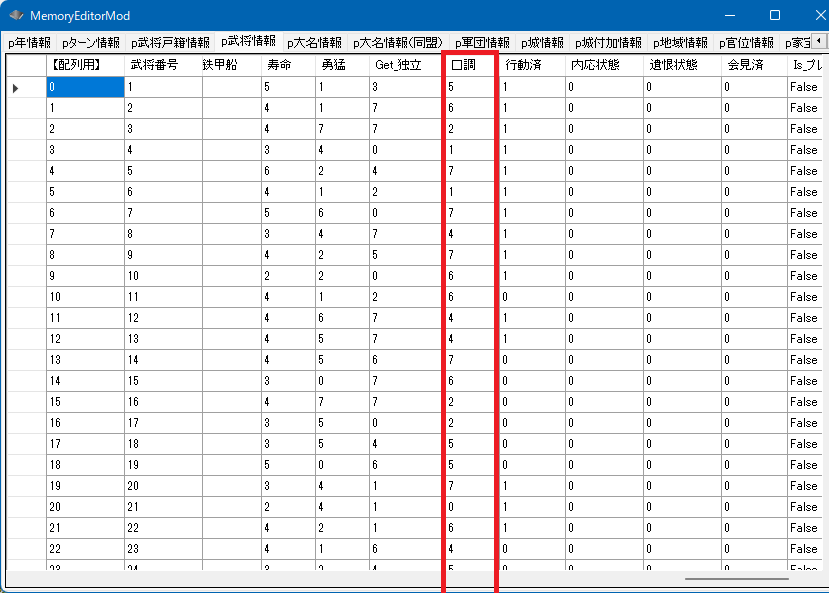 MemoryEditorMod
p年情報 pターン情報 p武将戸籍情報 p武将情報 p大名情報 p大名情報(同盟) p軍団情報 p城情報 p城付加情報 p地域情報 p官位情報 p家宝
【配列用】 武将番号 鉄甲船 寿命 勇猛 Get_独立 口調 行動済 内応状態 遺恨状態 会見済 Is_プレ
0 1 5 1 3 5 1 0 0 0 False
1 2 4 1 7 6 1 0 0 0 False
2 3 4 7 7 2 1 0 0 0 False
3 4 3 4 0 1 1 0 0 0 False
4 5 6 2 4 7 1 0 0 0 False
5 6 4 1 2 1 1 0 0 0 False
6 7 5 6 0 7 1 0 0 0 False
7 8 3 4 7 4 1 0 0 0 False
8 9 4 2 5 7 1 0 0 0 False
9 10 2 2 0 6 1 0 0 0 False
10 11 4 1 2 6 0 0 0 0 False
11 12 4 6 7 4 1 0 0 0 False
12 13 4 5 7 4 1 0 0 0 False
13 14 4 5 6 7 0 0 0 0 False
14 15 3 0 7 6 0 0 0 0 False
15 16 4 7 7 2 0 0 0 0 False
16 17 3 5 0 2 0 0 0 0 False
17 18 3 5 4 5 0 0 0 0 False
18 19 5 0 6 5 0 0 0 0 False
19 20 3 4 1 7 1 0 0 0 False
20 21 2 4 1 0 1 0 0 0 False
21 22 4 2 1 6 1 0 0 0 False
22 23 4 1 6 4 0 0 0 0 False
23 24 3 2 4 5 0 0 0 0 False